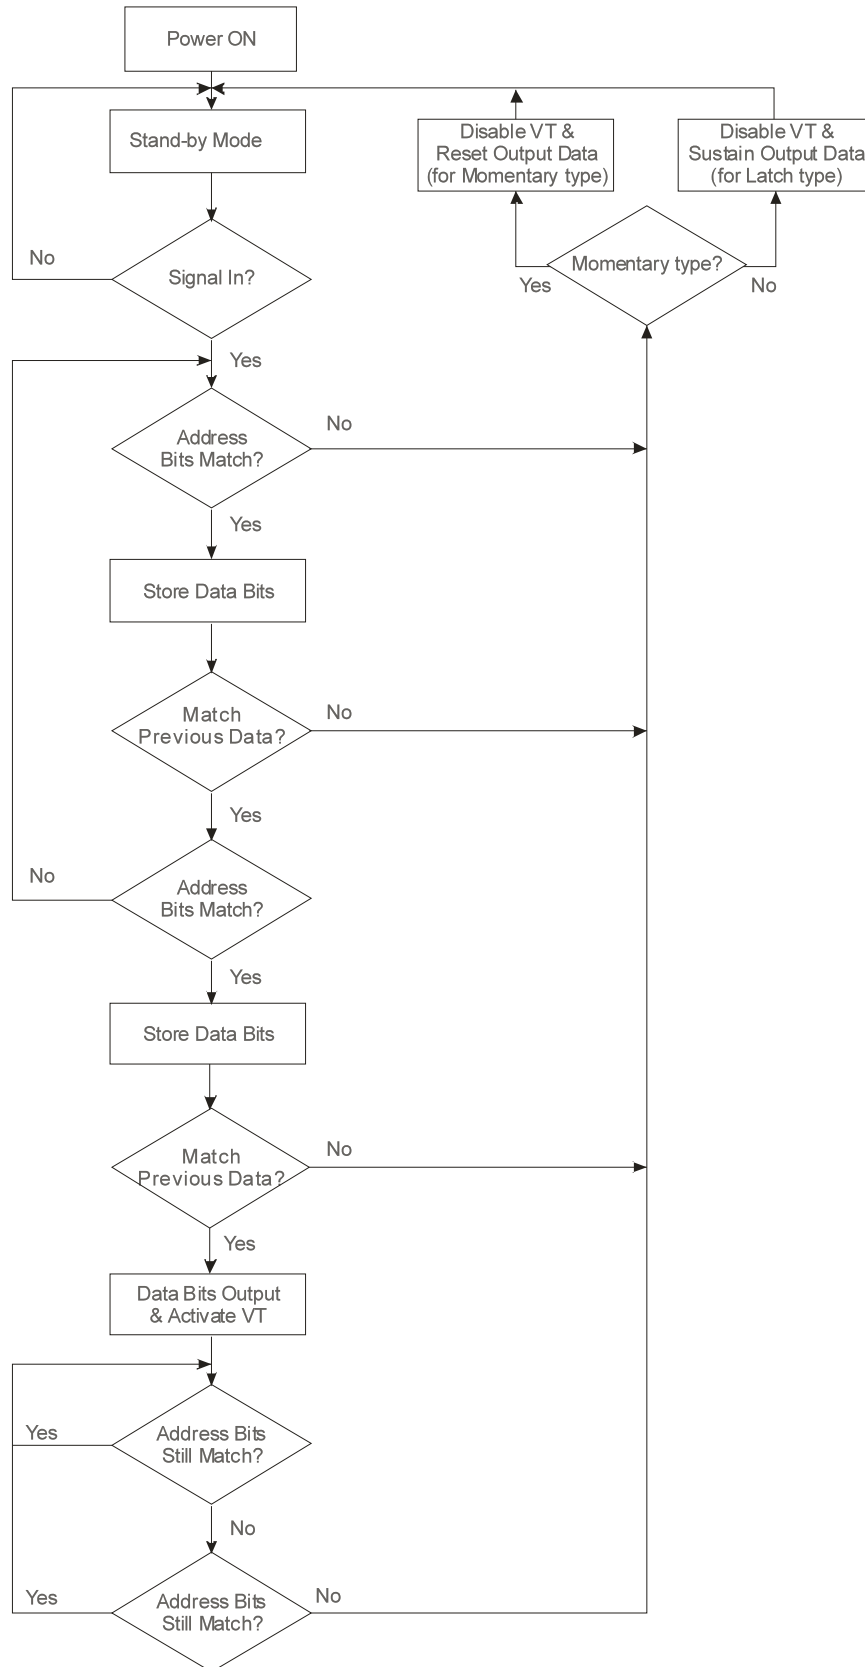 Power ON
Stand-by Mode
Disable VT &
Reset Output Data
(for Momentary type)
Disable VT &
Sustain Output Data
(for Latch type)
No
Signal In?
Momentary type?
Yes
No
Yes
Address
Bits Match?
No
Yes
Store Data Bits
Match
Previous Data?
No
Yes
No
Address
Bits Match?
Yes
Store Data Bits
Match
Previous Data?
No
Yes
Data Bits Output
& Activate VT
Yes
Address Bits
Still Match?
No
Yes
Address Bits
Still Match?
No